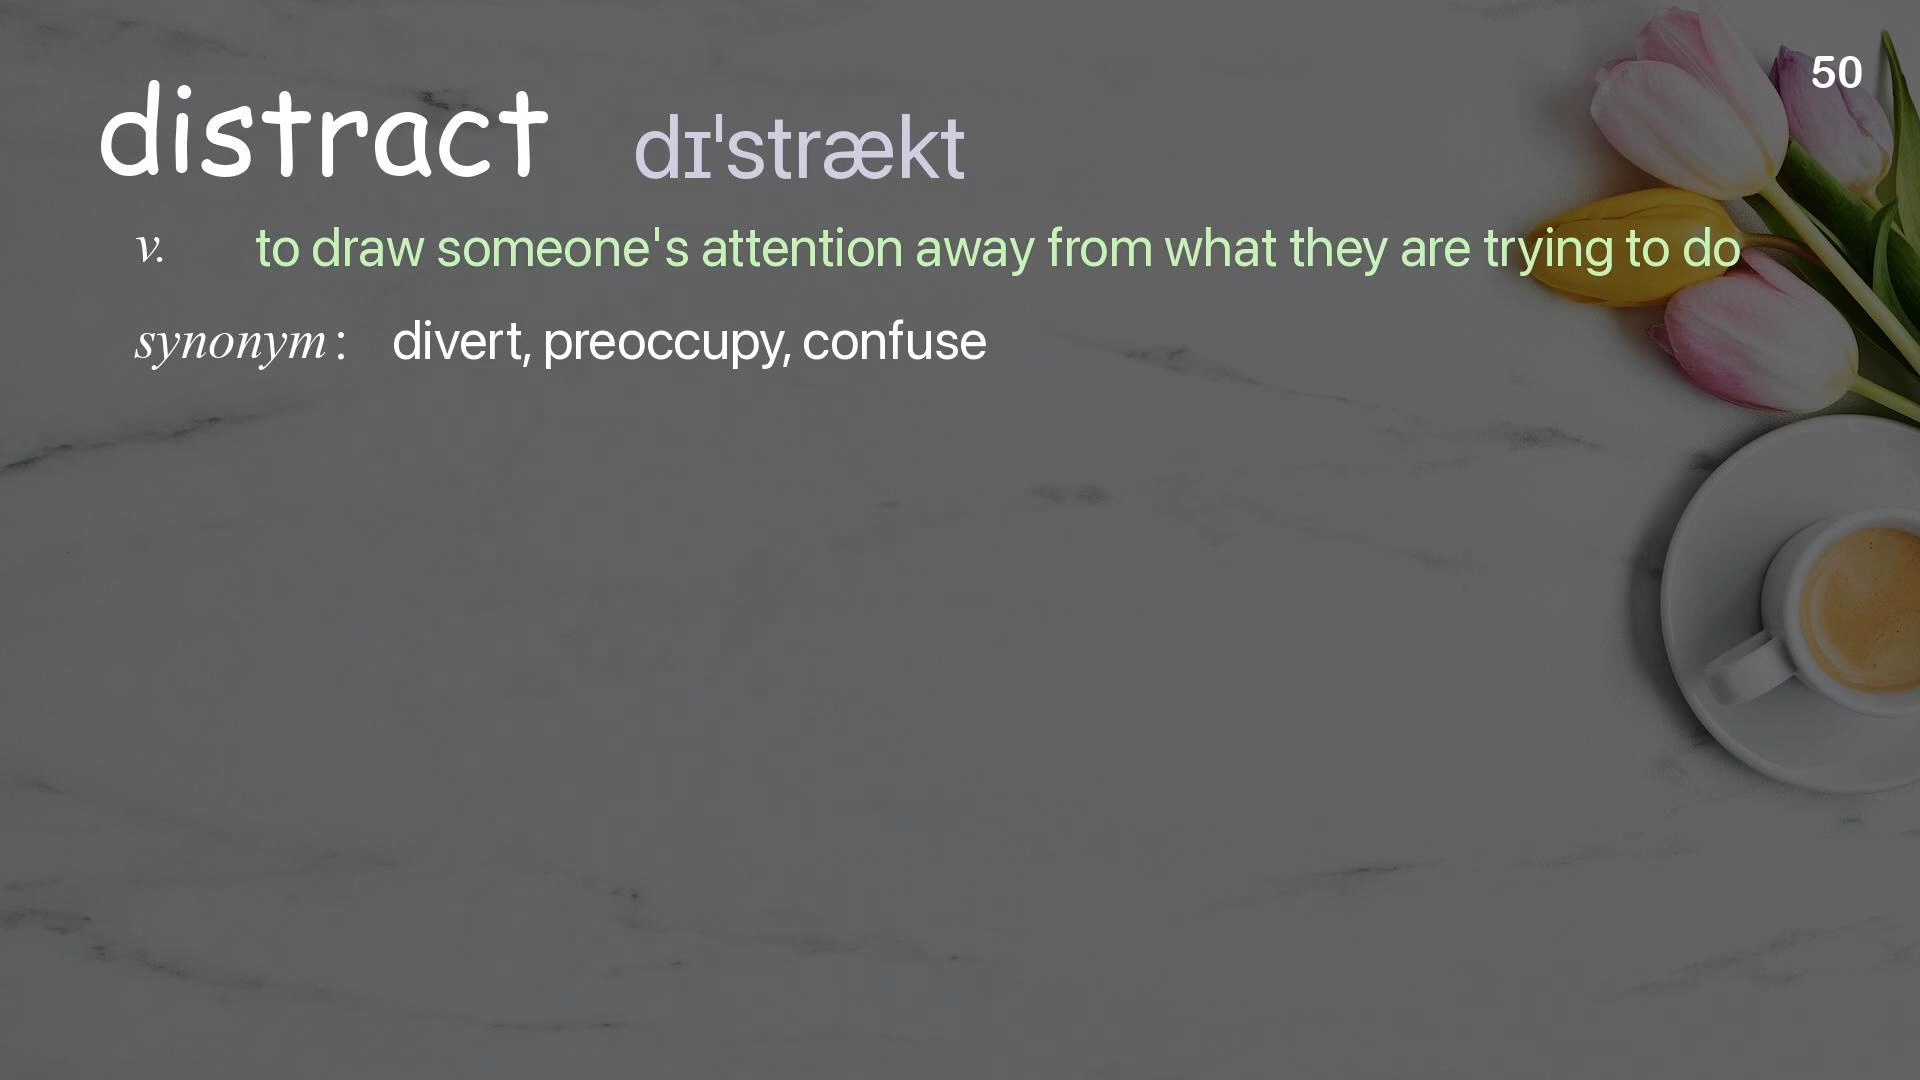 50
distract dɪ'strækt
v. to draw someone's attention away from what they are trying to do
synonym : divert, preoccupy, confuse